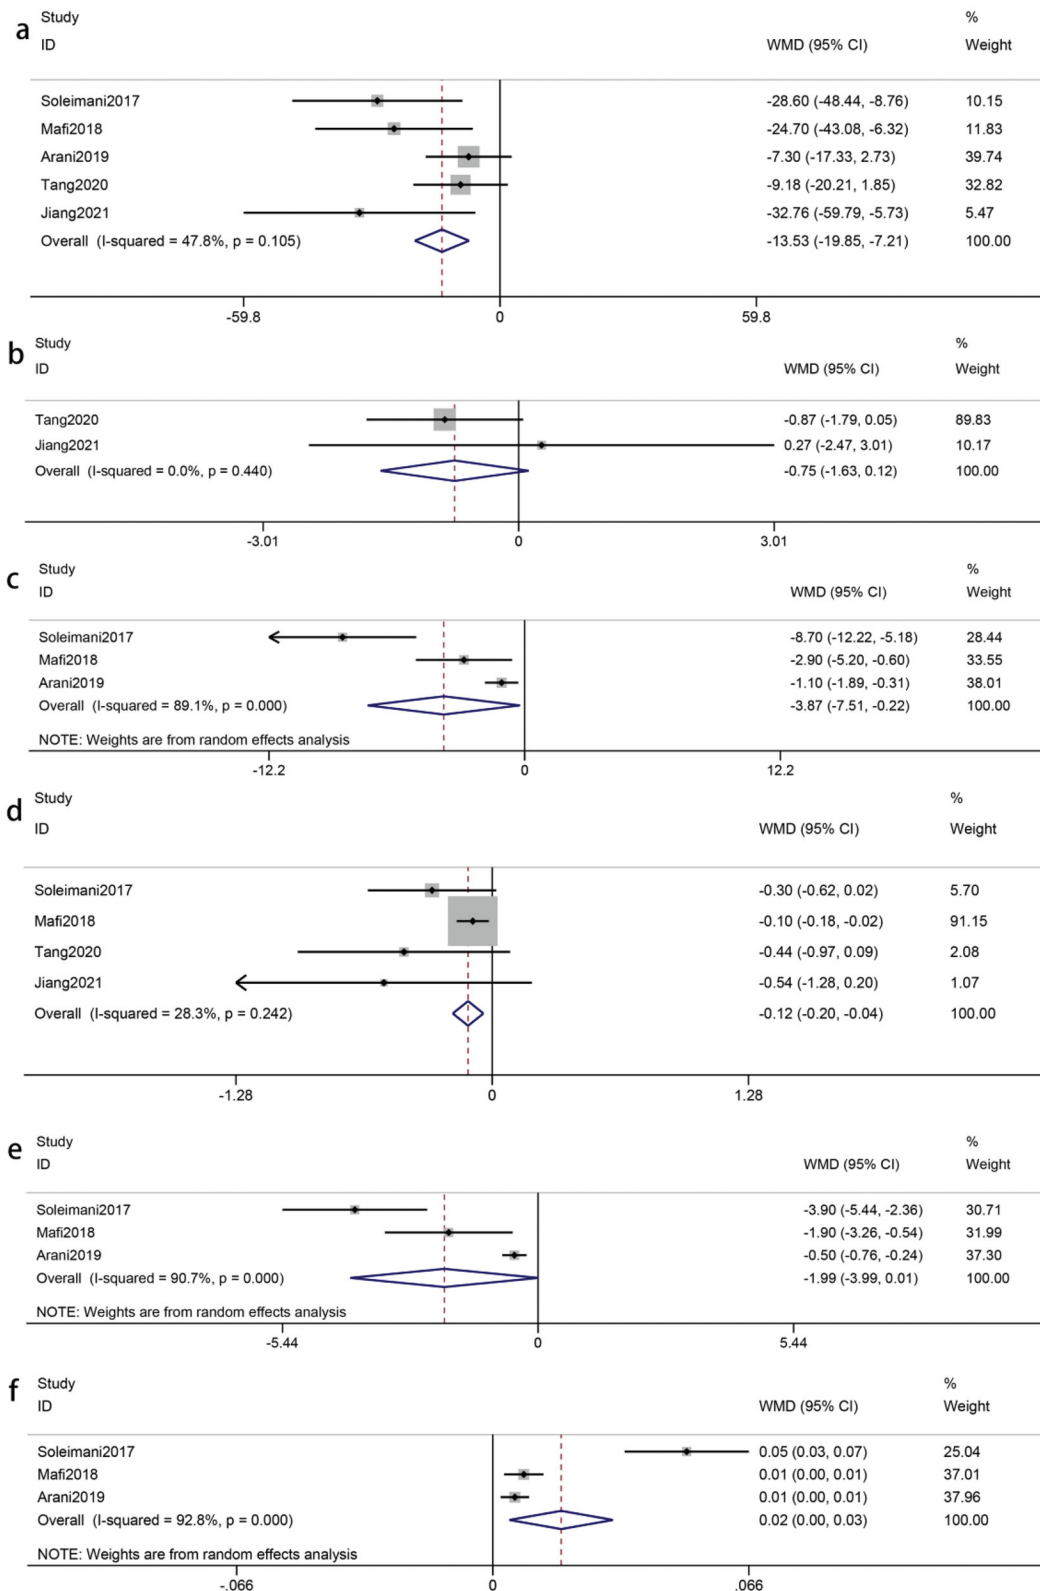 a
Study %
ID WMD (95% CI) Weight
Soleimani2017 -28.60 (-48.44, -8.76) 10.15
Mafi2018 -24.70 (-43.08, -6.32) 11.83
Arani2019 -7.30 (-17.33, 2.73) 39.74
Tang2020 -9.18 (-20.21, 1.85) 32.82
Jiang2021 -32.76 (-59.79, -5.73) 5.47
Overall (I-squared = 47.8%, p = 0.105) -13.53 (-19.85, -7.21) 100.00
-59.8 0 59.8
b
Study %
ID WMD (95% CI) Weight
Tang2020 -0.87 (-1.79, 0.05) 89.83
Jiang2021 0.27 (-2.47, 3.01) 10.17
Overall (I-squared = 0.0%, p = 0.440) -0.75 (-1.63, 0.12) 100.00
-3.01 0 3.01
c
Study %
ID WMD (95% CI) Weight
Soleimani2017 -8.70 (-12.22, -5.18) 28.44
Mafi2018 -2.90 (-5.20, -0.60) 33.55
Arani2019 -1.10 (-1.89, -0.31) 38.01
Overall (I-squared = 89.1%, p = 0.000) -3.87 (-7.51, -0.22) 100.00
NOTE: Weights are from random effects analysis
-12.2 0 12.2
d
Study %
ID WMD (95% CI) Weight
Soleimani2017 -0.30 (-0.62, 0.02) 5.70
Mafi2018 -0.10 (-0.18, -0.02) 91.15
Tang2020 -0.44 (-0.97, 0.09) 2.08
Jiang2021 -0.54 (-1.28, 0.20) 1.07
Overall (I-squared = 28.3%, p = 0.242) -0.12 (-0.20, -0.04) 100.00
-1.28 0 1.28
e
Study %
ID WMD (95% CI) Weight
Soleimani2017 -3.90 (-5.44, -2.36) 30.71
Mafi2018 -1.90 (-3.26, -0.54) 31.99
Arani2019 -0.50 (-0.76, -0.24) 37.30
Overall (I-squared = 90.7%, p = 0.000) -1.99 (-3.99, 0.01) 100.00
NOTE: Weights are from random effects analysis
-5.44 0 5.44
f
Study %
ID WMD (95% CI) Weight
Soleimani2017 0.05 (0.03, 0.07) 25.04
Mafi2018 0.01 (0.00, 0.01) 37.01
Arani2019 0.01 (0.00, 0.01) 37.96
Overall (I-squared = 92.8%, p = 0.000) 0.02 (0.00, 0.03) 100.00
NOTE: Weights are from random effects analysis
-.066 0 .066